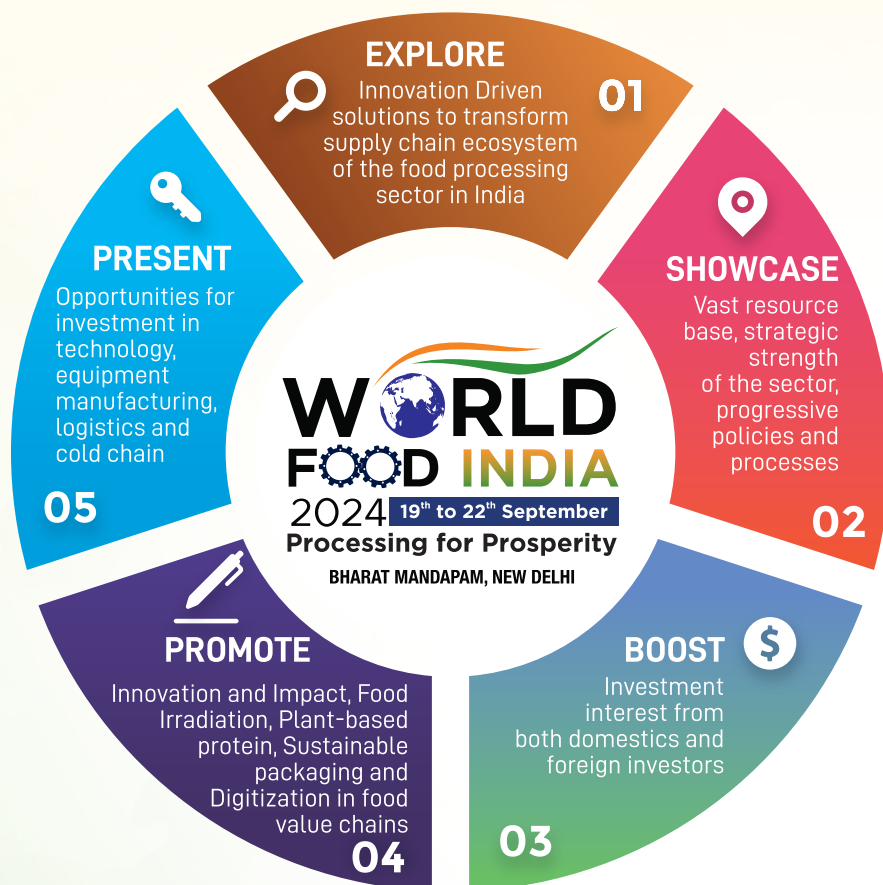 EXPLORE
01
Innovation Driven
solutions to transform
supply chain ecosystem
of the food processing
sector in India
SHOWCASE
Vast resource
base, strategic
strength
of the sector,
progressive
policies and
processes
02
BOOST
$
Investment
interest from
both domestics and
foreign investors
03
PROMOTE
Innovation and Impact, Food
Irradiation, Plant-based
protein, Sustainable
packaging and
Digitization in food
value chains
04
PRESENT
Opportunities for
investment in
technology,
equipment
manufacturing,
logistics and
cold chain
05
WORLD
FOOD INDIA
2024 19th to 22th September
Processing for Prosperity
BHARAT MANDAPAM, NEW DELHI